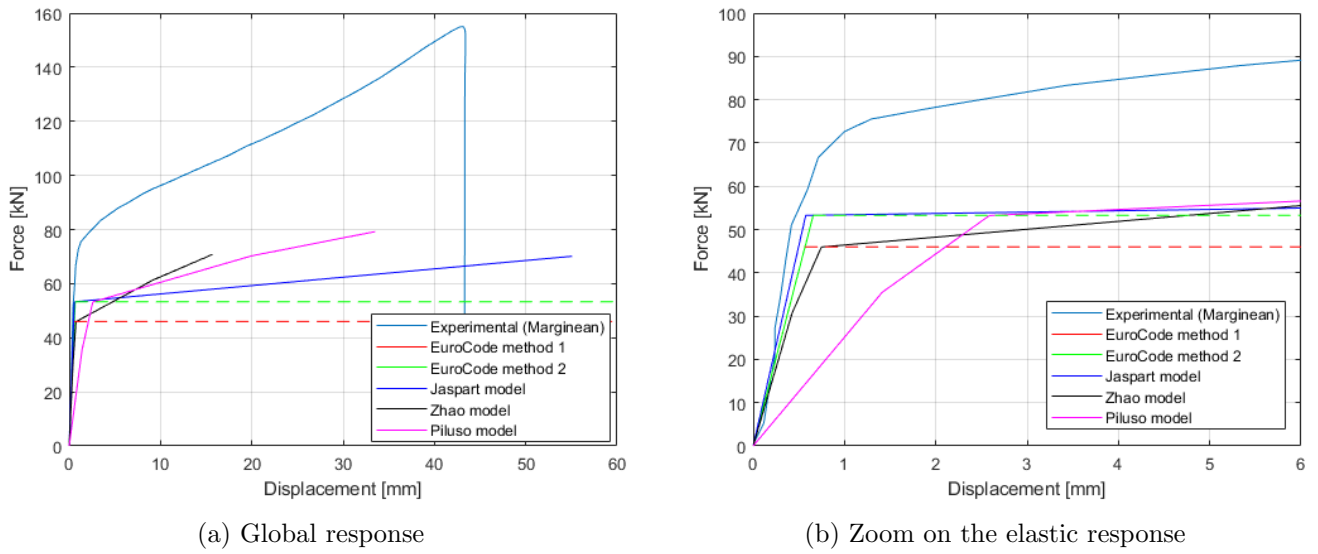 160
140
120
100
80
60
40
20
0
Force [kN]
0 10 20 30 40 50 60
Displacement [mm]
Experimental (Marginean)
EuroCode method 1
EuroCode method 2
Jaspart model
Zhao model
Piluso model
(a) Global response
100
90
80
70
60
50
40
30
20
10
0
Force [kN]
0 1 2 3 4 5 6
Displacement [mm]
Experimental (Marginean)
EuroCode method 1
EuroCode method 2
Jaspart model
Zhao model
Piluso model
(b) Zoom on the elastic response